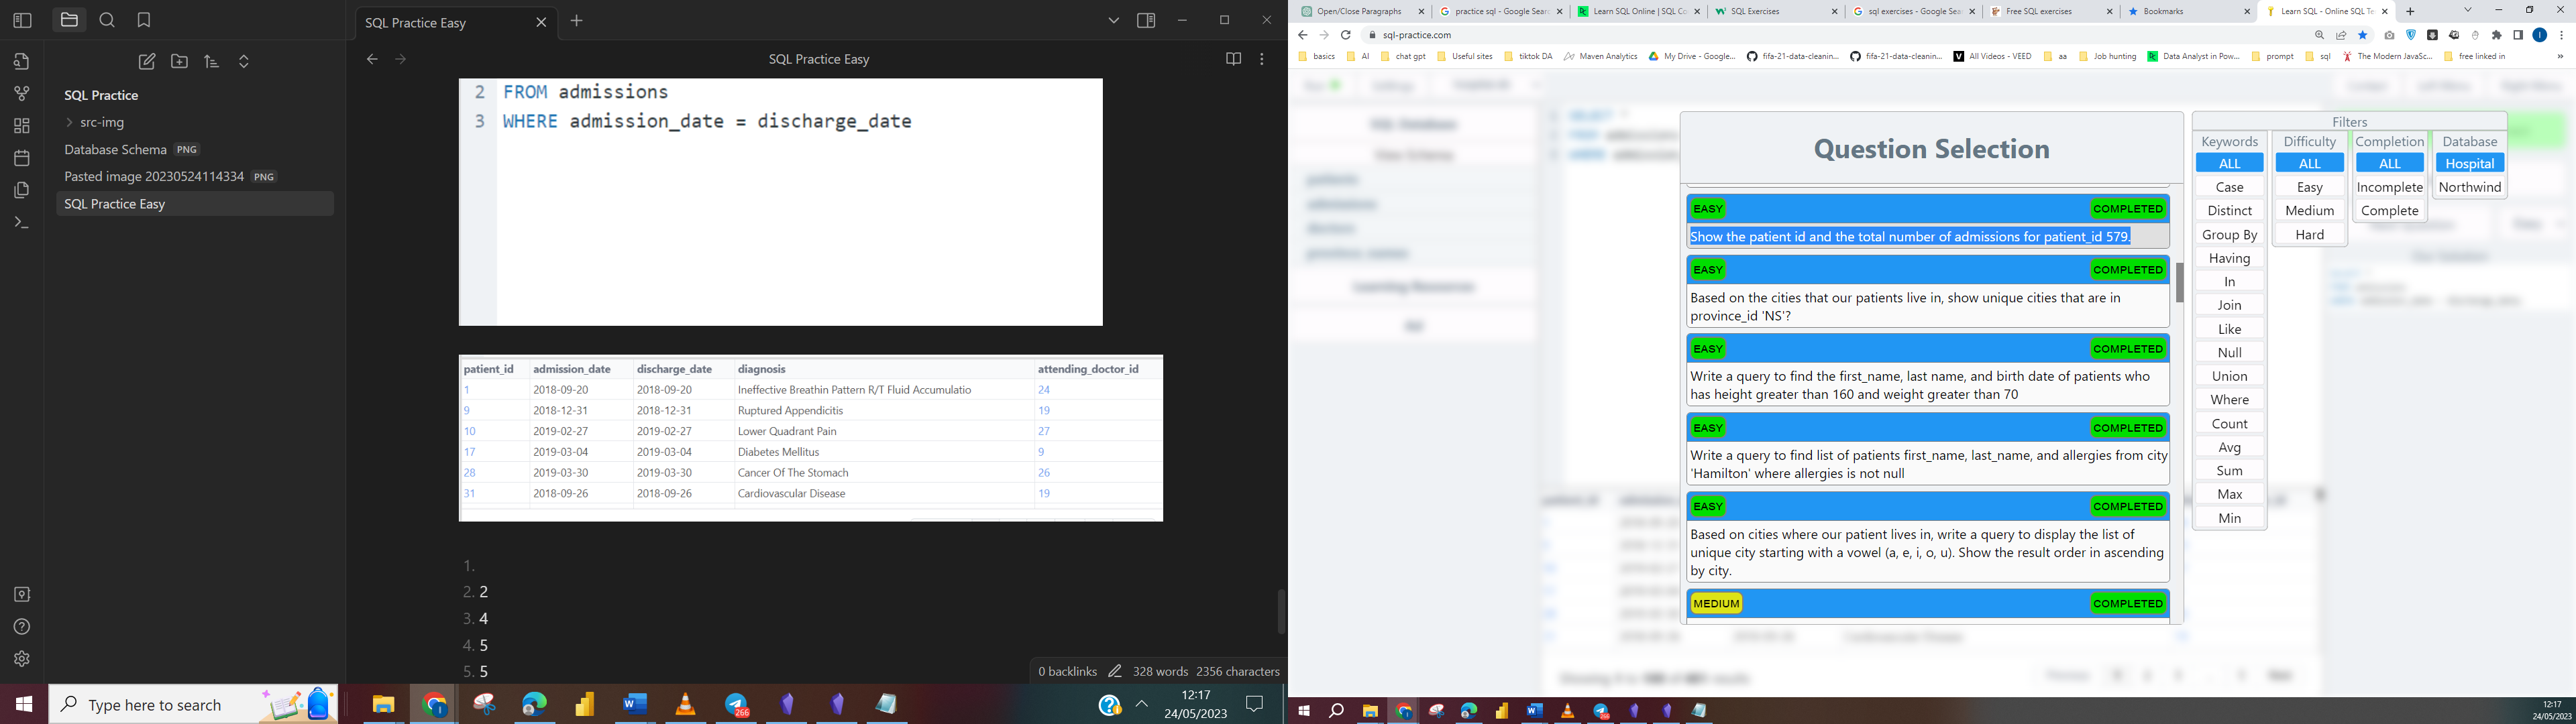 SQL Practice Easy
SQL Practice
src-img
Database Schema PNG
Pasted image 20230524114334 PNG
SQL Practice Easy
SQL Practice Easy
2 FROM admissions
3 WHERE admission_date = discharge_date
patient_id admission_date discharge_date diagnosis attending_doctor_id
1 2018-09-20 2018-09-20 Ineffective Breathin Pattern R/T Fluid Accumulatio 24
9 2018-12-31 2018-12-31 Ruptured Appendicitis 19
10 2019-02-27 2019-02-27 Lower Quadrant Pain 27
17 2019-03-04 2019-03-04 Diabetes Mellitus 9
28 2019-03-30 2019-03-30 Cancer Of The Stomach 26
31 2018-09-26 2018-09-26 Cardiovascular Disease 19
1.
2. 2
3. 4
4. 5
5. 5
0 backlinks 328 words 2356 characters
Type here to search
266
12:17
24/05/2023
Open/Close Paragraphs
practice sql - Google Sear
Learn SQL Online | SQL Co
SQL Exercises
sql exercises - Google Sea
Free SQL exercises
Bookmarks
Learn SQL - Online SQL Te
sql-practice.com
basics AI chat gpt Useful sites tiktok DA Maven Analytics My Drive - Google... fifa-21-data-cleanin... fifa-21-data-cleanin... All Videos - VEED aa Job hunting Data Analyst in Pow... prompt sql The Modern JavaSc... free linked in
Question Selection
EASY COMPLETED
Show the patient id and the total number of admissions for patient_id 579.
EASY COMPLETED
Based on the cities that our patients live in, show unique cities that are in
province_id 'NS'?
EASY COMPLETED
Write a query to find the first_name, last name, and birth date of patients who
has height greater than 160 and weight greater than 70
EASY COMPLETED
Write a query to find list of patients first_name, last_name, and allergies from city
'Hamilton' where allergies is not null
EASY COMPLETED
Based on cities where our patient lives in, write a query to display the list of
unique city starting with a vowel (a, e, i, o, u). Show the result order in ascending
by city.
MEDIUM COMPLETED
Filters
Keywords
ALL
Case
Distinct
Group By
Having
In
Join
Like
Null
Union
Where
Count
Avg
Sum
Max
Min
Difficulty
ALL
Easy
Medium
Hard
Completion
ALL
Incomplete
Complete
Database
Hospital
Northwind
12:17
24/05/2023